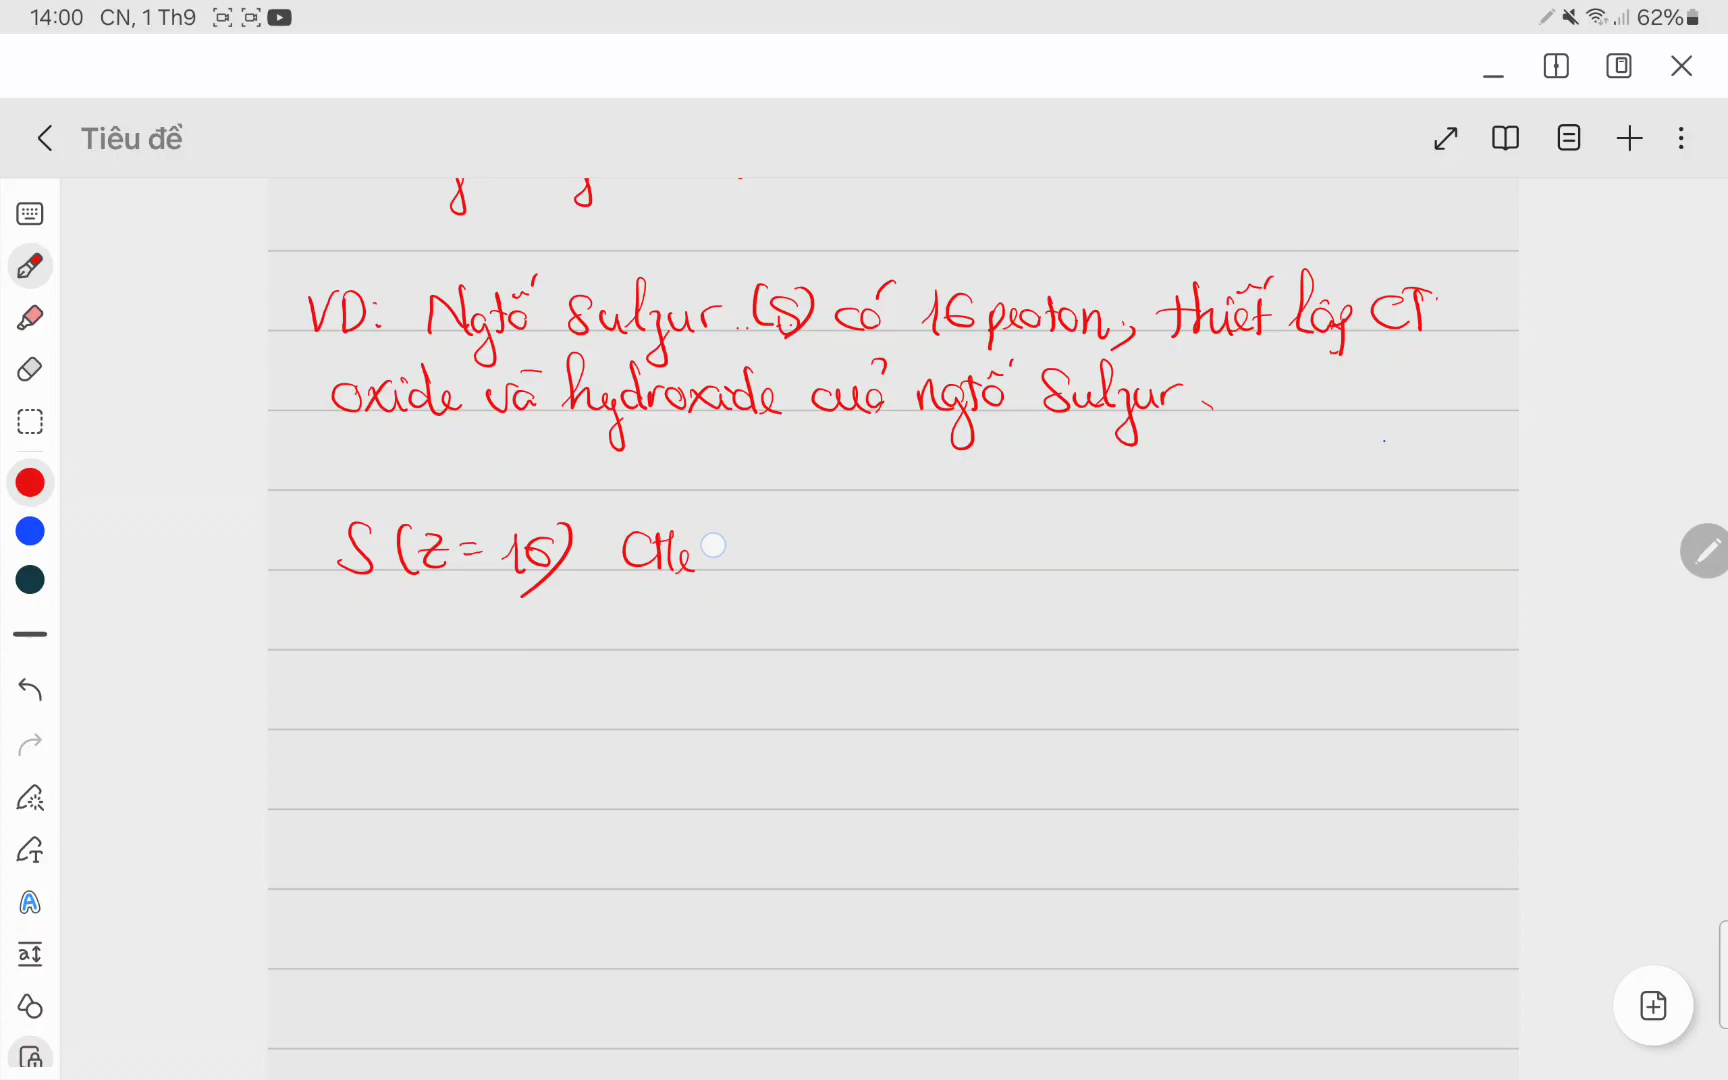 14:00 CN, 1 Th9 62%
Tiêu đề
VD: Ngtố Sulfur (S) có 16 proton, thiết lập CT
oxide và hydroxide của ngtố Sulfur.
S (Z = 16) CHe